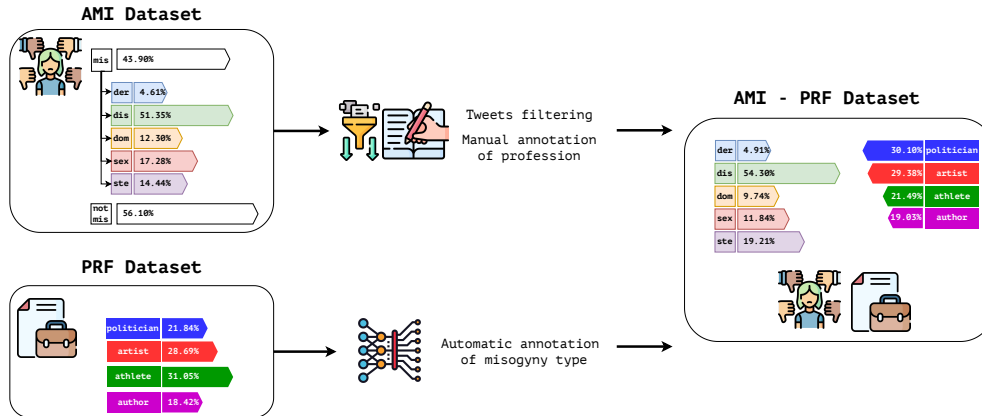 AMI Dataset
mis 43.90%
der 4.61%
dis 51.35%
dom 12.30%
sex 17.28%
ste 14.44%
not
mis
56.10%
PRF Dataset
politician 21.84%
artist 28.69%
athlete 31.05%
author 18.42%
Tweets filtering
Manual annotation
of profession
Automatic annotation
of misogyny type
AMI - PRF Dataset
der 4.91%
dis 54.30%
dom 9.74%
sex 11.84%
ste 19.21%
30.10% politician
29.38% artist
21.49% athlete
19.03% author